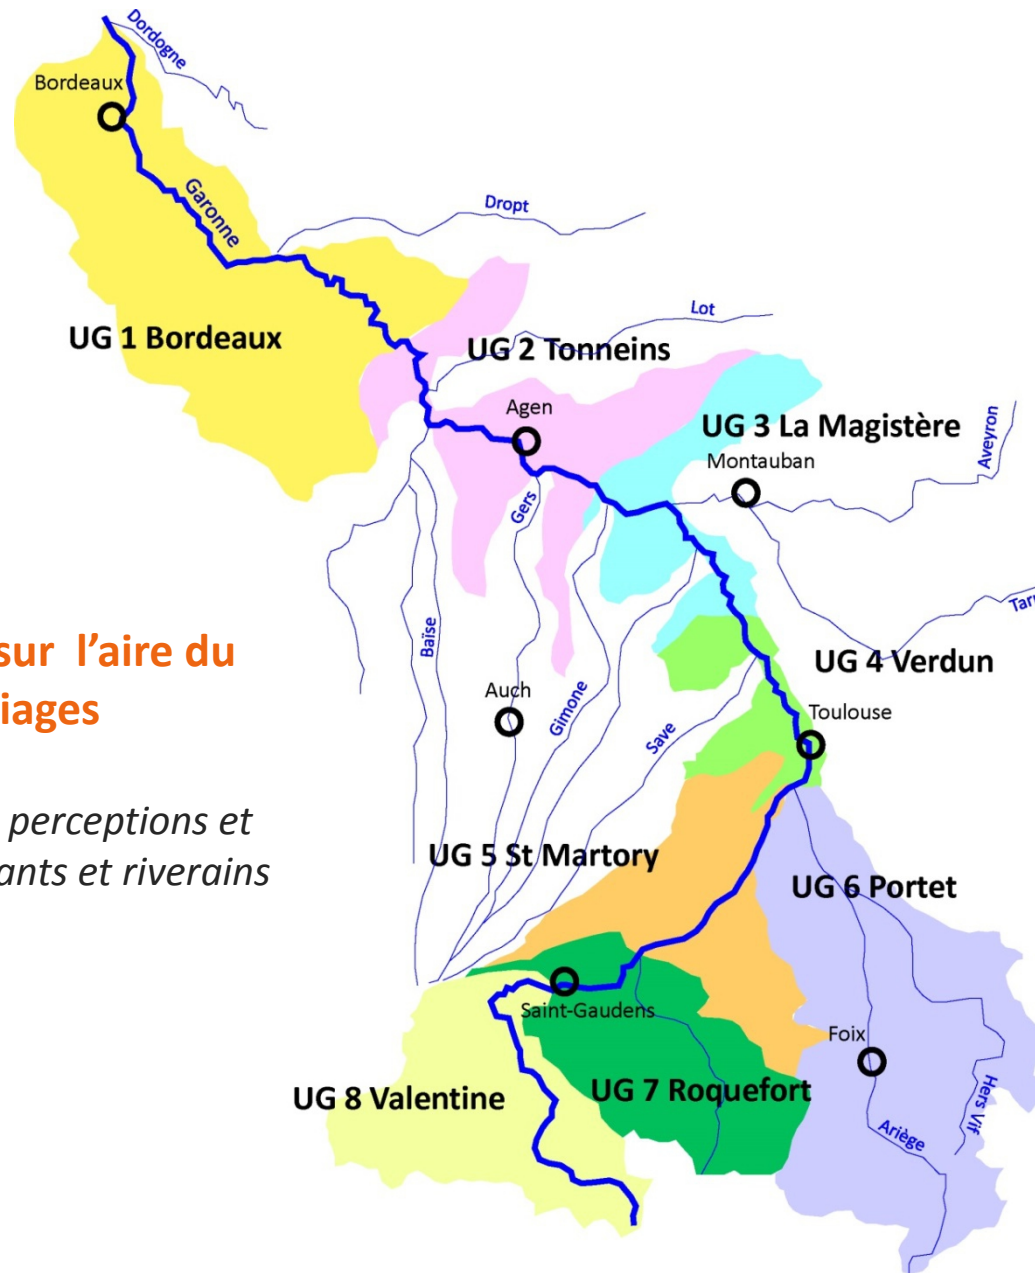 Dordogne
Bordeaux
Garonne
Dropt
Lot
UG 1 Bordeaux
UG 2 Tonneins
Agen
UG 3 La Magistère
Aveyron
Montauban
Gers
Tarn
Baïse
sur l’aire du
iages
UG 4 Verdun
Auch
Gimone
Save
Toulouse
perceptions et
ants et riverains
UG 5 St Martory
UG 6 Portet
Saint-Gaudens
Foix
UG 8 Valentine
UG 7 Roquefort
Hers Vif
Ariège